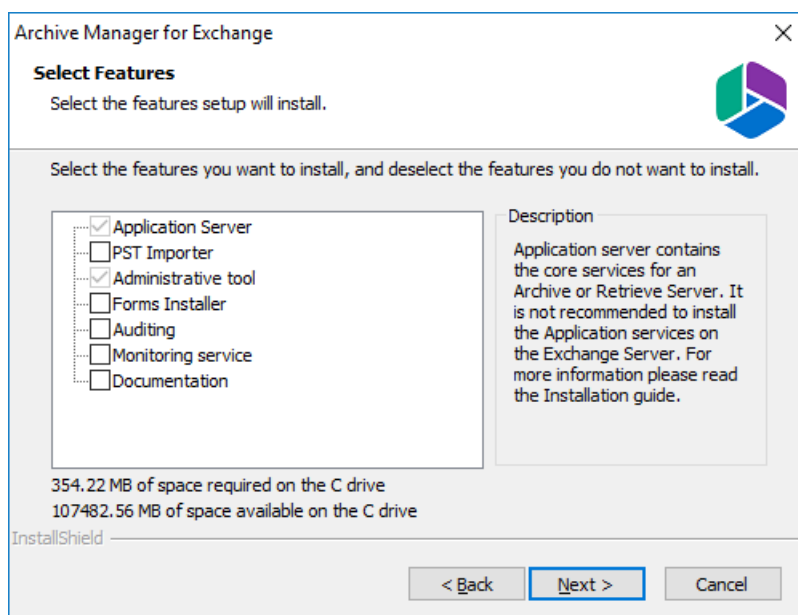 Archive Manager for Exchange
Select Features
Select the features setup will install.
Select the features you want to install, and deselect the features you do not want to install.
Application Server
PST Importer
Administrative tool
Forms Installer
Auditing
Monitoring service
Documentation
Description
Application server contains
the core services for an
Archive or Retrieve Server. It
is not recommended to install
the Application services on
the Exchange Server. For
more information please read
the Installation guide.
354.22 MB of space required on the C drive
107482.56 MB of space available on the C drive
InstallShield
< Back
Next >
Cancel